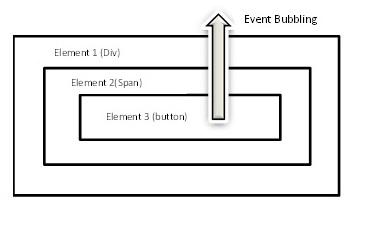 Event Bubbling
Element 1 (Div)
Element 2(Span)
Element 3 (button)